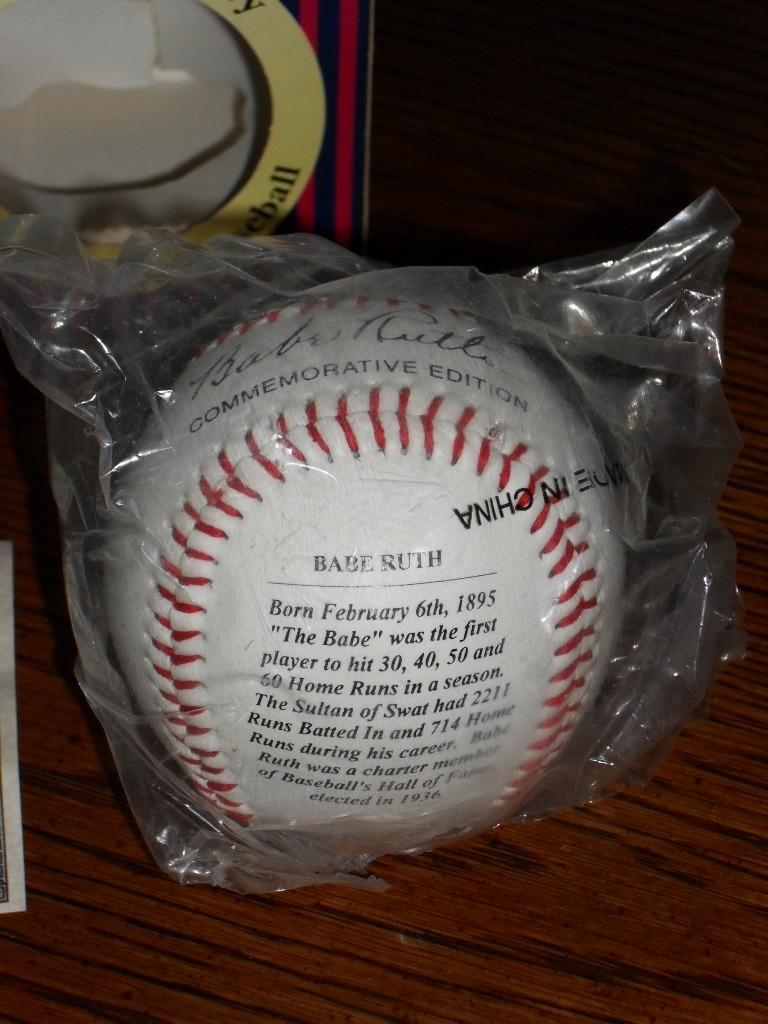 eball
Babe Ruth
COMMEMORATIVE EDITION
MADE IN CHINA
BABE RUTH
Born February 6th, 1895
"The Babe" was the first
player to hit 30, 40, 50 and
60 Home Runs in a season.
The Sultan of Swat had 2211
Runs Batted In and 714 Home
Runs during his career. Babe
Ruth was a charter member
of Baseball's Hall of Fame,
elected in 1936.